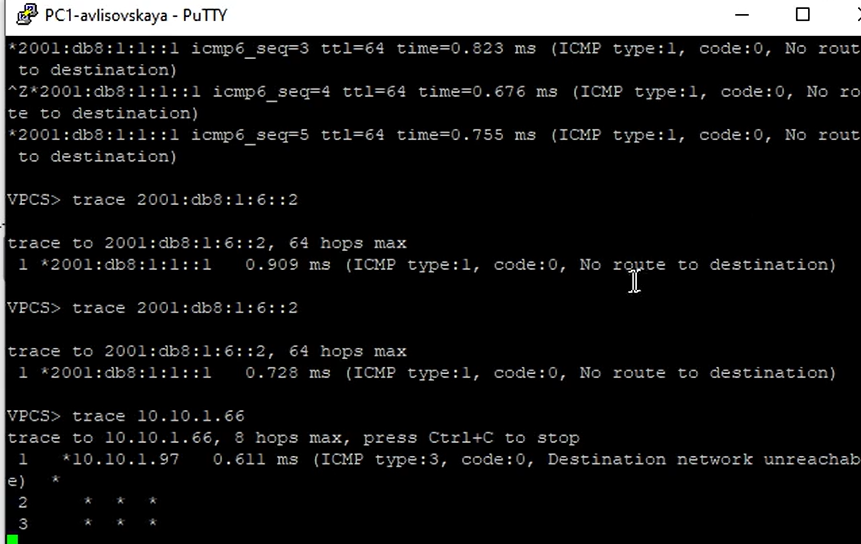 PC1-avlisovskaya - PuTTY
*2001:db8:1:1::1 icmp6_seq=3 ttl=64 time=0.823 ms (ICMP type:1, code:0, No rout
 to destination)
^Z*2001:db8:1:1::1 icmp6_seq=4 ttl=64 time=0.676 ms (ICMP type:1, code:0, No ro
te to destination)
*2001:db8:1:1::1 icmp6_seq=5 ttl=64 time=0.755 ms (ICMP type:1, code:0, No rout
 to destination)
VPCS> trace 2001:db8:1:6::2
trace to 2001:db8:1:6::2, 64 hops max
 1 *2001:db8:1:1::1   0.909 ms (ICMP type:1, code:0, No route to destination)
VPCS> trace 2001:db8:1:6::2
trace to 2001:db8:1:6::2, 64 hops max
 1 *2001:db8:1:1::1   0.728 ms (ICMP type:1, code:0, No route to destination)
VPCS> trace 10.10.1.66
trace to 10.10.1.66, 8 hops max, press Ctrl+C to stop
 1   *10.10.1.97   0.611 ms (ICMP type:3, code:0, Destination network unreachab
e)  *
 2     *  *  *
 3     *  *  *